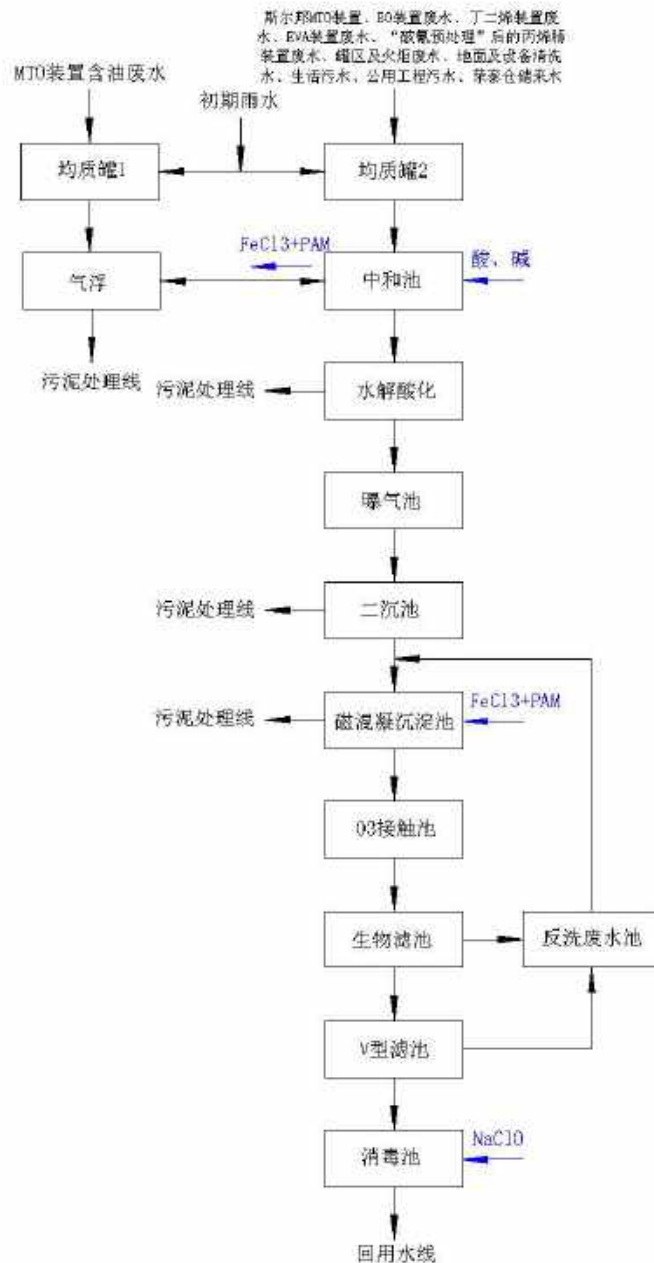 斯尔邦MTO装置、EO装置废水、丁二烯装置废
水、EVA装置废水、“破氰预处理”后的丙烯腈
装置废水、罐区及火炬废水、地面及设备清洗
水、生活污水、公用工程污水、荣泰仓储来水
MTO装置含油废水
初期雨水
均质罐1
均质罐2
FeCl3+PAM
酸、碱
气浮
中和池
污泥处理线
污泥处理线
水解酸化
曝气池
污泥处理线
二沉池
污泥处理线
磁混凝沉淀池
FeCl3+PAM
O3接触池
生物滤池
反洗废水池
V型滤池
消毒池
NaClO
回用水线